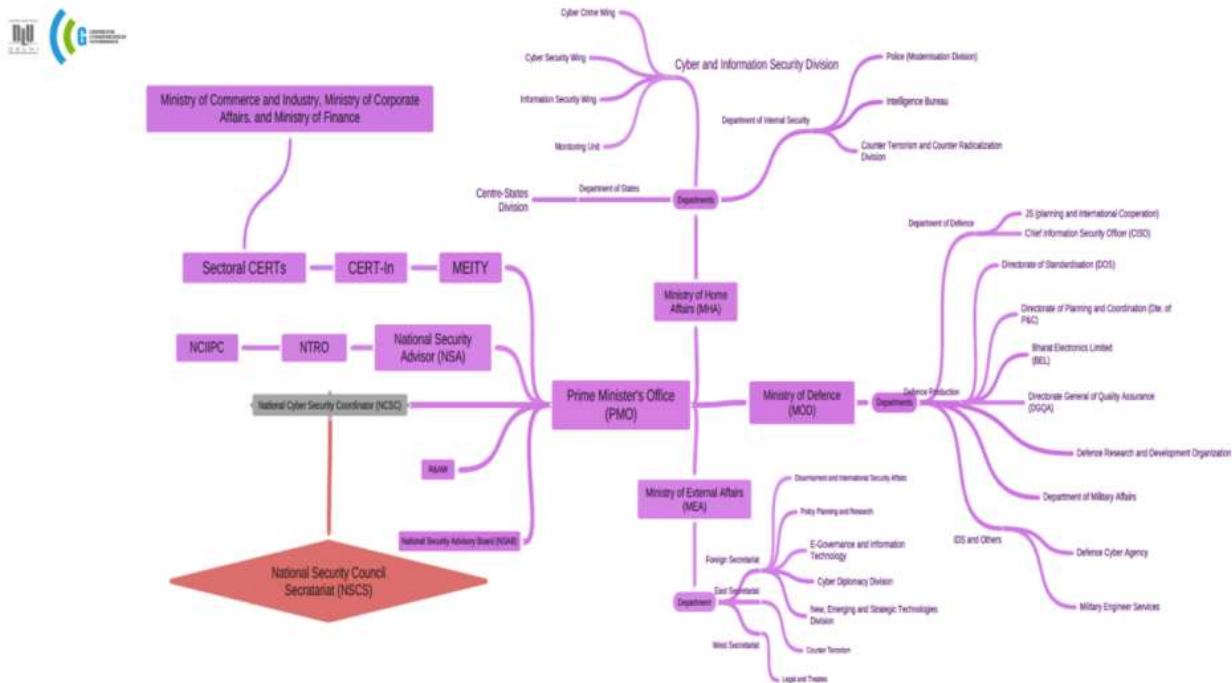 NLU
DELHI
CENTRE FOR
COMMUNICATION
GOVERNANCE
Cyber Crime Wing
Cyber Security Wing
Information Security Wing
Monitoring Unit
Cyber and Information Security Division
Police (Modernisation Division)
Intelligence Bureau
Counter Terrorism and Counter Radicalization
Division
Department of Internal Security
Ministry of Commerce and Industry, Ministry of Corporate
Affairs, and Ministry of Finance
Centre-States
Division
Department of States
Departments
Sectoral CERTs
CERT-In
MEITY
Ministry of Home
Affairs (MHA)
NCIIPC
NTRO
National Security
Advisor (NSA)
National Cyber Security Coordinator (NCSC)
Prime Minister's Office
(PMO)
R&AW
National Security Advisory Board (NSAB)
National Security Council
Secratariat (NSCS)
Ministry of Defence
(MOD)
Departments
Department of Defence
JS (planning and International Cooperation)
Chief Information Security Officer (CISO)
Defence Production
Directorate of Standardisation (DOS)
Directorate of Planning and Coordination (Dte. of
P&C)
Bharat Electronics Limited
(BEL)
Directorate General of Quality Assurance
(DGQA)
Defence Research and Development Organization
Department of Military Affairs
IDS and Others
Defence Cyber Agency
Military Engineer Services
Ministry of External Affairs
(MEA)
Department
Foreign Secretariat
Disarmament and International Security Affairs
Policy Planning and Research
E-Governance and Information
Technology
Cyber Diplomacy Division
New, Emerging and Strategic Technologies
Division
East Secretariat
Counter Terrorism
West Secretariat
Legal and Treaties